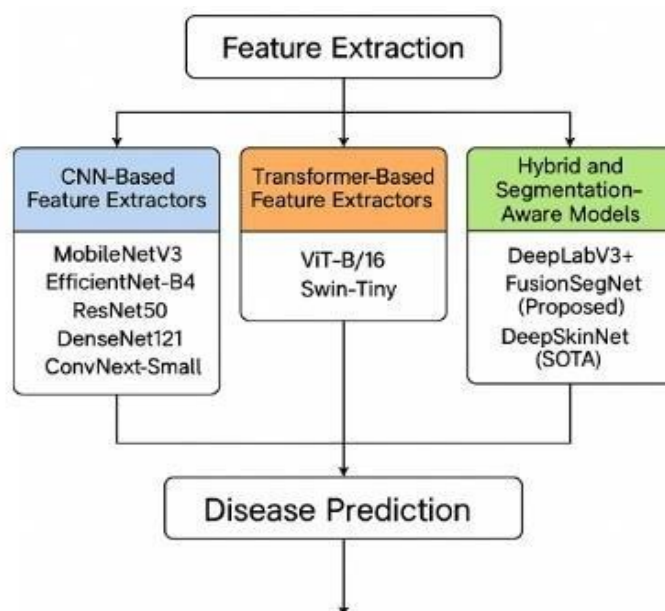 Feature Extraction
CNN-Based
Feature Extractors
MobileNetV3
EfficientNet-B4
ResNet50
DenseNet121
ConvNext-Small
Transformer-Based
Feature Extractors
ViT-B/16
Swin-Tiny
Hybrid and
Segmentation-
Aware Models
DeepLabV3+
FusionSegNet
(Proposed)
DeepSkinNet
(SOTA)
Disease Prediction